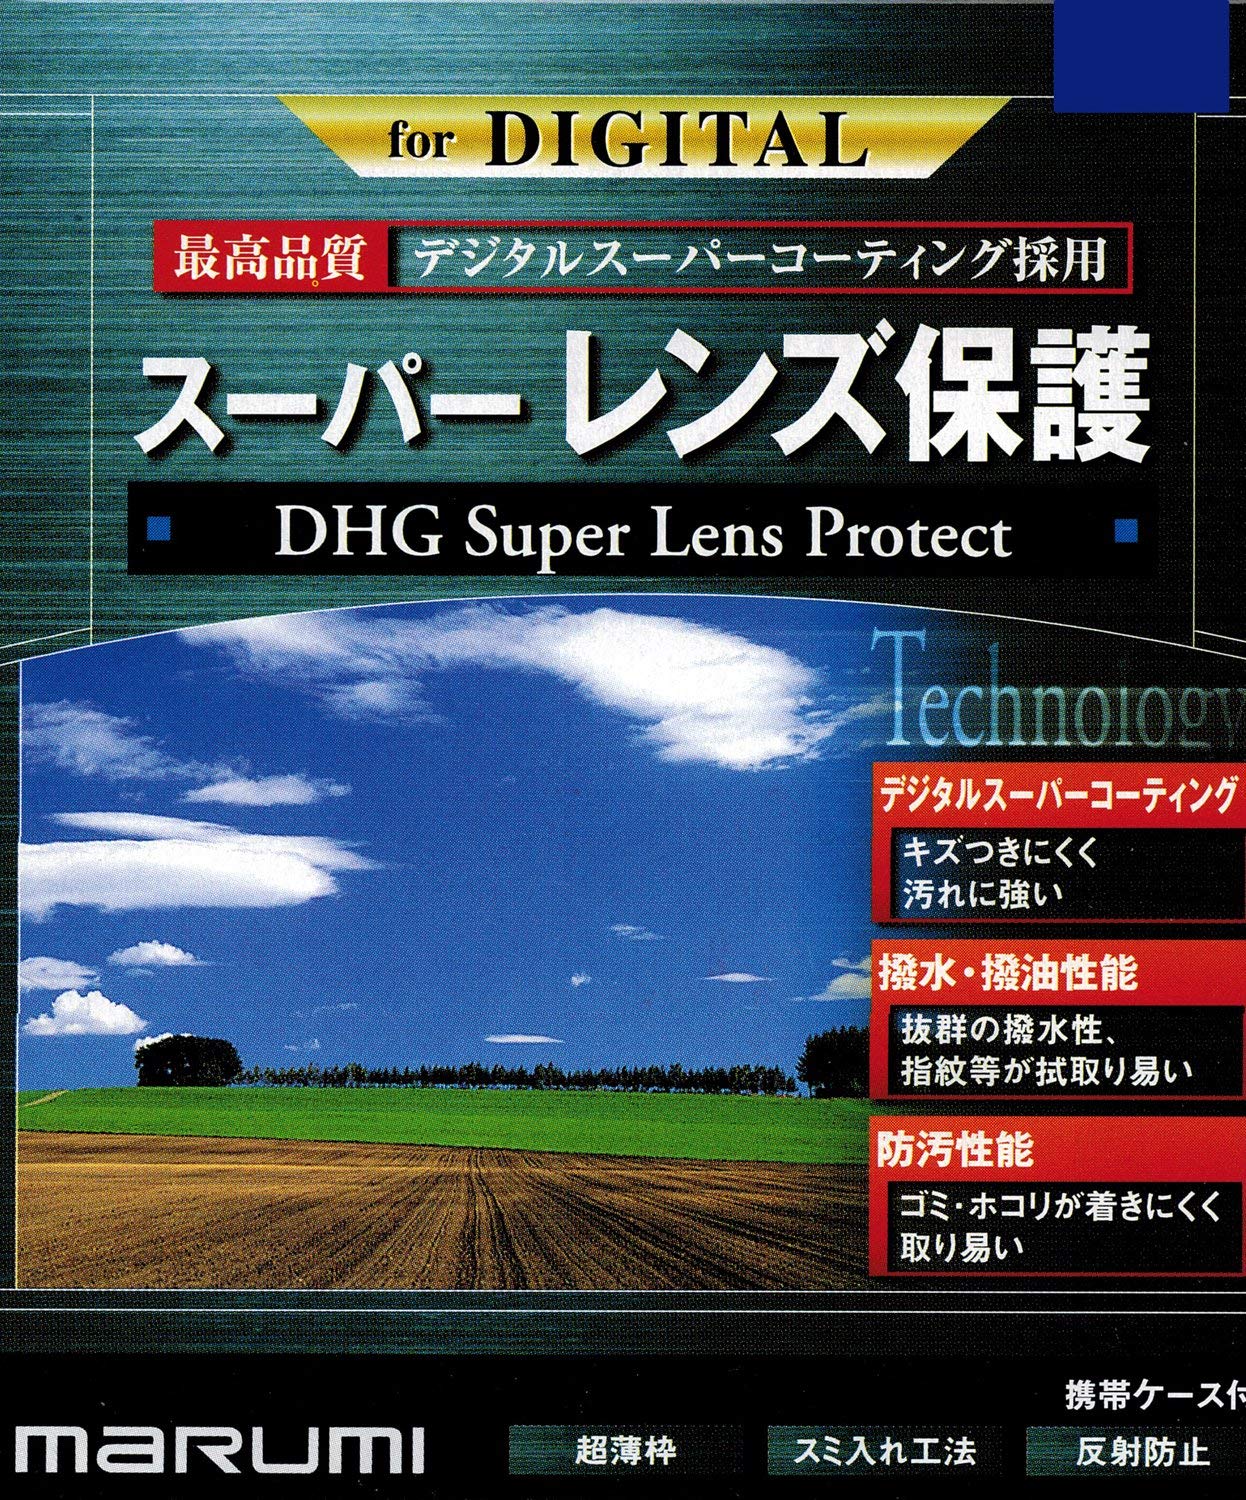 for DIGITAL
最高品質 デジタルスーパーコーティング採用
スーパーレンズ保護
DHG Super Lens Protect
Technology
デジタルスーパーコーティング
キズつきにくく
汚れに強い
撥水・撥油性能
抜群の撥水性、
指紋等が拭取り易い
防汚性能
ゴミ・ホコリが着きにくく
取り易い
携帯ケース付
marumi 超薄枠 スミ入れ工法 反射防止